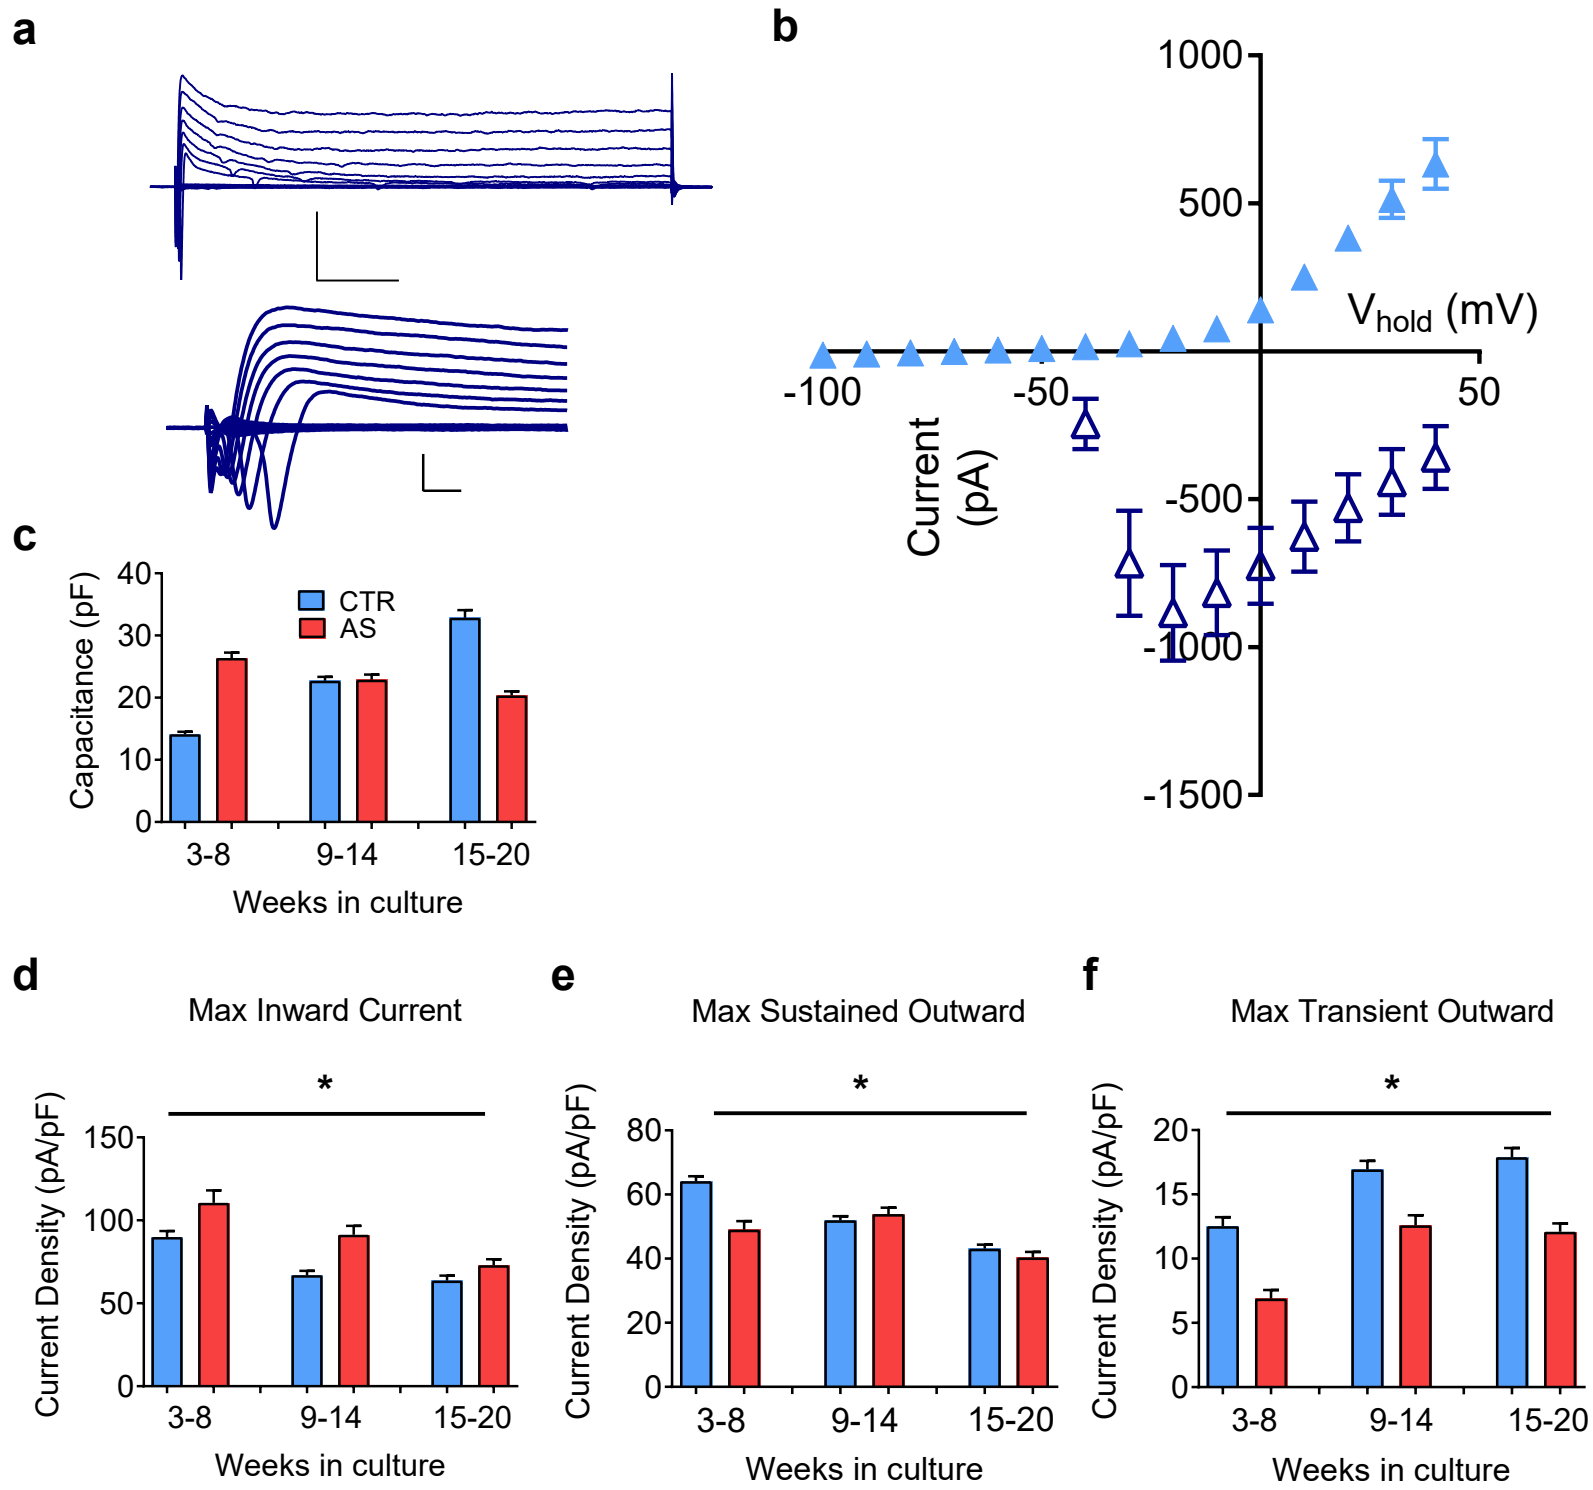 a
b
1000
500
V_hold (mV)
-100
-50
50
Current
(pA)
-500
-1000
-1500
c
40
30
20
10
0
Capacitance (pF)
CTR
AS
3-8
9-14
15-20
Weeks in culture
d
Max Inward Current
*
150
100
50
0
Current Density (pA/pF)
3-8
9-14
15-20
Weeks in culture
e
Max Sustained Outward
*
80
60
40
20
0
Current Density (pA/pF)
3-8
9-14
15-20
Weeks in culture
f
Max Transient Outward
*
20
15
10
5
0
Current Density (pA/pF)
3-8
9-14
15-20
Weeks in culture